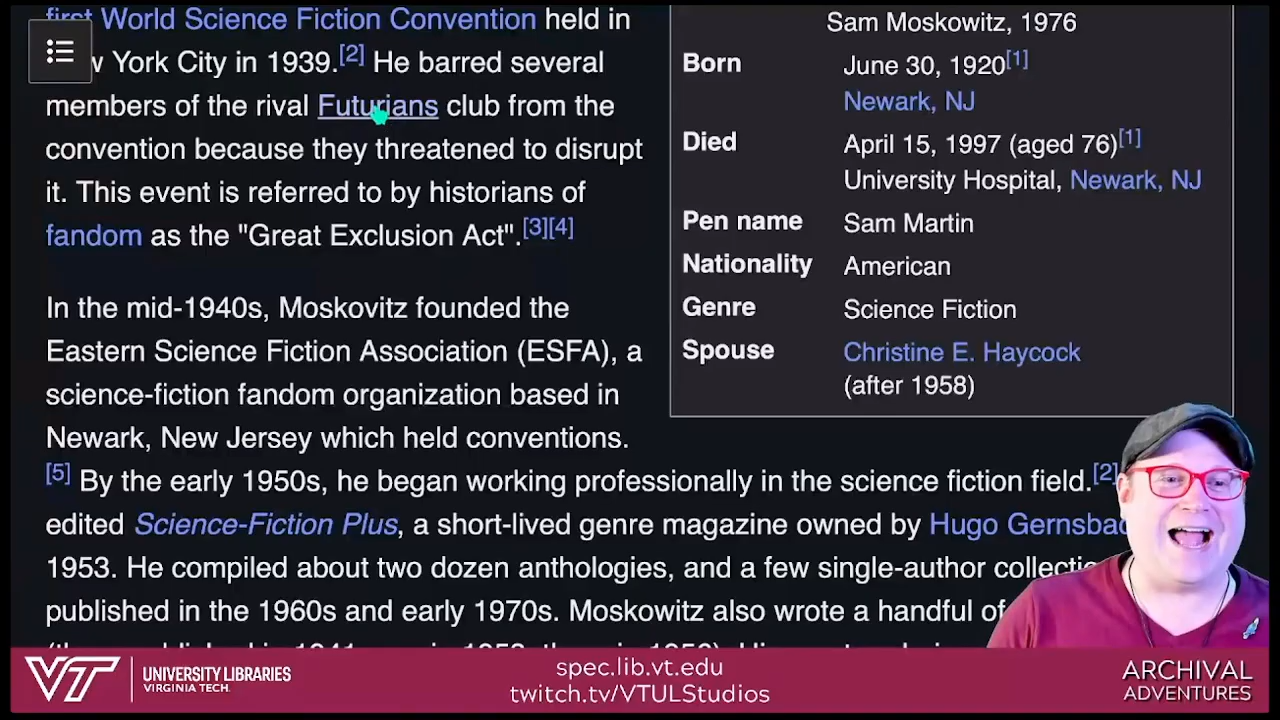 first World Science Fiction Convention held in
w York City in 1939.[2] He barred several
members of the rival Futurians club from the
convention because they threatened to disrupt
it. This event is referred to by historians of
fandom as the "Great Exclusion Act".[3][4]
In the mid-1940s, Moskovitz founded the
Eastern Science Fiction Association (ESFA), a
science-fiction fandom organization based in
Newark, New Jersey which held conventions.
[5] By the early 1950s, he began working professionally in the science fiction field.[2]
edited Science-Fiction Plus, a short-lived genre magazine owned by Hugo Gernsbac
1953. He compiled about two dozen anthologies, and a few single-author collectio
published in the 1960s and early 1970s. Moskowitz also wrote a handful of
Sam Moskowitz, 1976
Born June 30, 1920[1]
Newark, NJ
Died April 15, 1997 (aged 76)[1]
University Hospital, Newark, NJ
Pen name Sam Martin
Nationality American
Genre Science Fiction
Spouse Christine E. Haycock
(after 1958)
VT UNIVERSITY LIBRARIES
VIRGINIA TECH.
spec.lib.vt.edu
twitch.tv/VTULStudios
ARCHIVAL
ADVENTURES